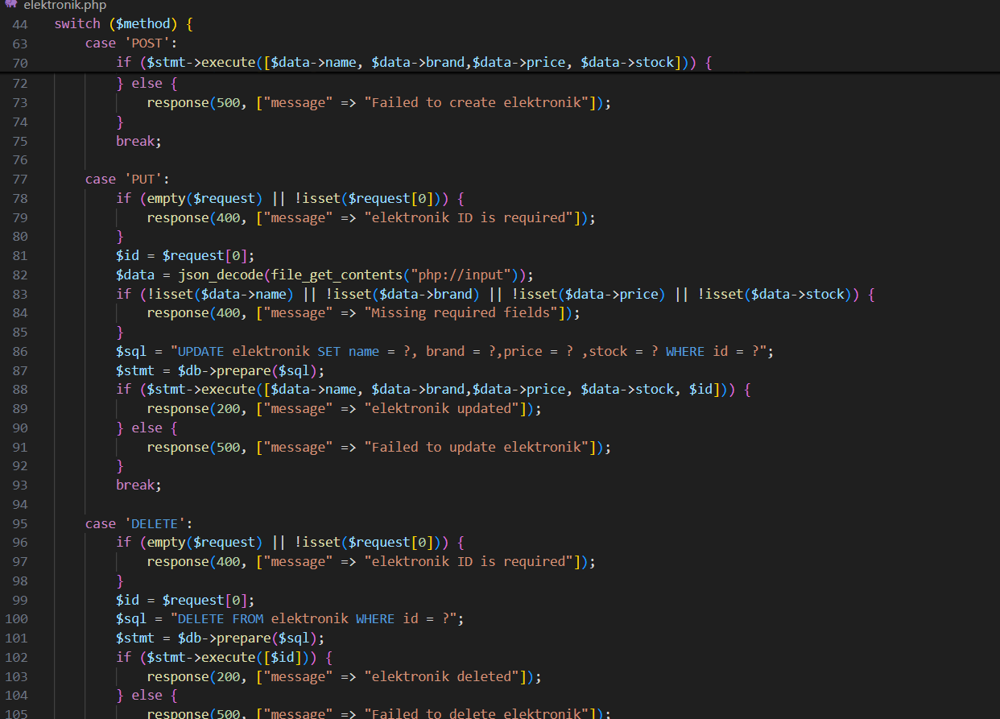 elektronik.php
44 switch ($method) {
63 case 'POST':
70 if ($stmt->execute([$data->name, $data->brand,$data->price, $data->stock])) {
72 } else {
73 response(500, ["message" => "Failed to create elektronik"]);
74 }
75 break;
76
77 case 'PUT':
78 if (empty($request) || !isset($request[0])) {
79 response(400, ["message" => "elektronik ID is required"]);
80 }
81 $id = $request[0];
82 $data = json_decode(file_get_contents("php://input"));
83 if (!isset($data->name) || !isset($data->brand) || !isset($data->price) || !isset($data->stock)) {
84 response(400, ["message" => "Missing required fields"]);
85 }
86 $sql = "UPDATE elektronik SET name = ?, brand = ?,price = ? ,stock = ? WHERE id = ?";
87 $stmt = $db->prepare($sql);
88 if ($stmt->execute([$data->name, $data->brand,$data->price, $data->stock, $id])) {
89 response(200, ["message" => "elektronik updated"]);
90 } else {
91 response(500, ["message" => "Failed to update elektronik"]);
92 }
93 break;
94
95 case 'DELETE':
96 if (empty($request) || !isset($request[0])) {
97 response(400, ["message" => "elektronik ID is required"]);
98 }
99 $id = $request[0];
100 $sql = "DELETE FROM elektronik WHERE id = ?";
101 $stmt = $db->prepare($sql);
102 if ($stmt->execute([$id])) {
103 response(200, ["message" => "elektronik deleted"]);
104 } else {
105 response(500, ["message" => "Failed to delete elektronik"]);